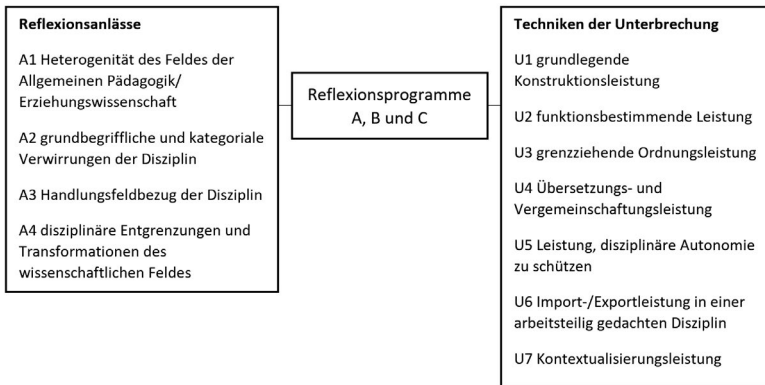 Reflexionsanlässe
A1 Heterogenität des Feldes der
Allgemeinen Pädagogik/
Erziehungswissenschaft
A2 grundbegriffliche und kategoriale
Verwirrungen der Disziplin
A3 Handlungsfeldbezug der Disziplin
A4 disziplinäre Entgrenzungen und
Transformationen des
wissenschaftlichen Feldes
Reflexionsprogramme
A, B und C
Techniken der Unterbrechung
U1 grundlegende
Konstruktionsleistung
U2 funktionsbestimmende Leistung
U3 grenzziehende Ordnungsleistung
U4 Übersetzungs- und
Vergemeinschaftungsleistung
U5 Leistung, disziplinäre Autonomie
zu schützen
U6 Import-/Exportleistung in einer
arbeitsteilig gedachten Disziplin
U7 Kontextualisierungsleistung